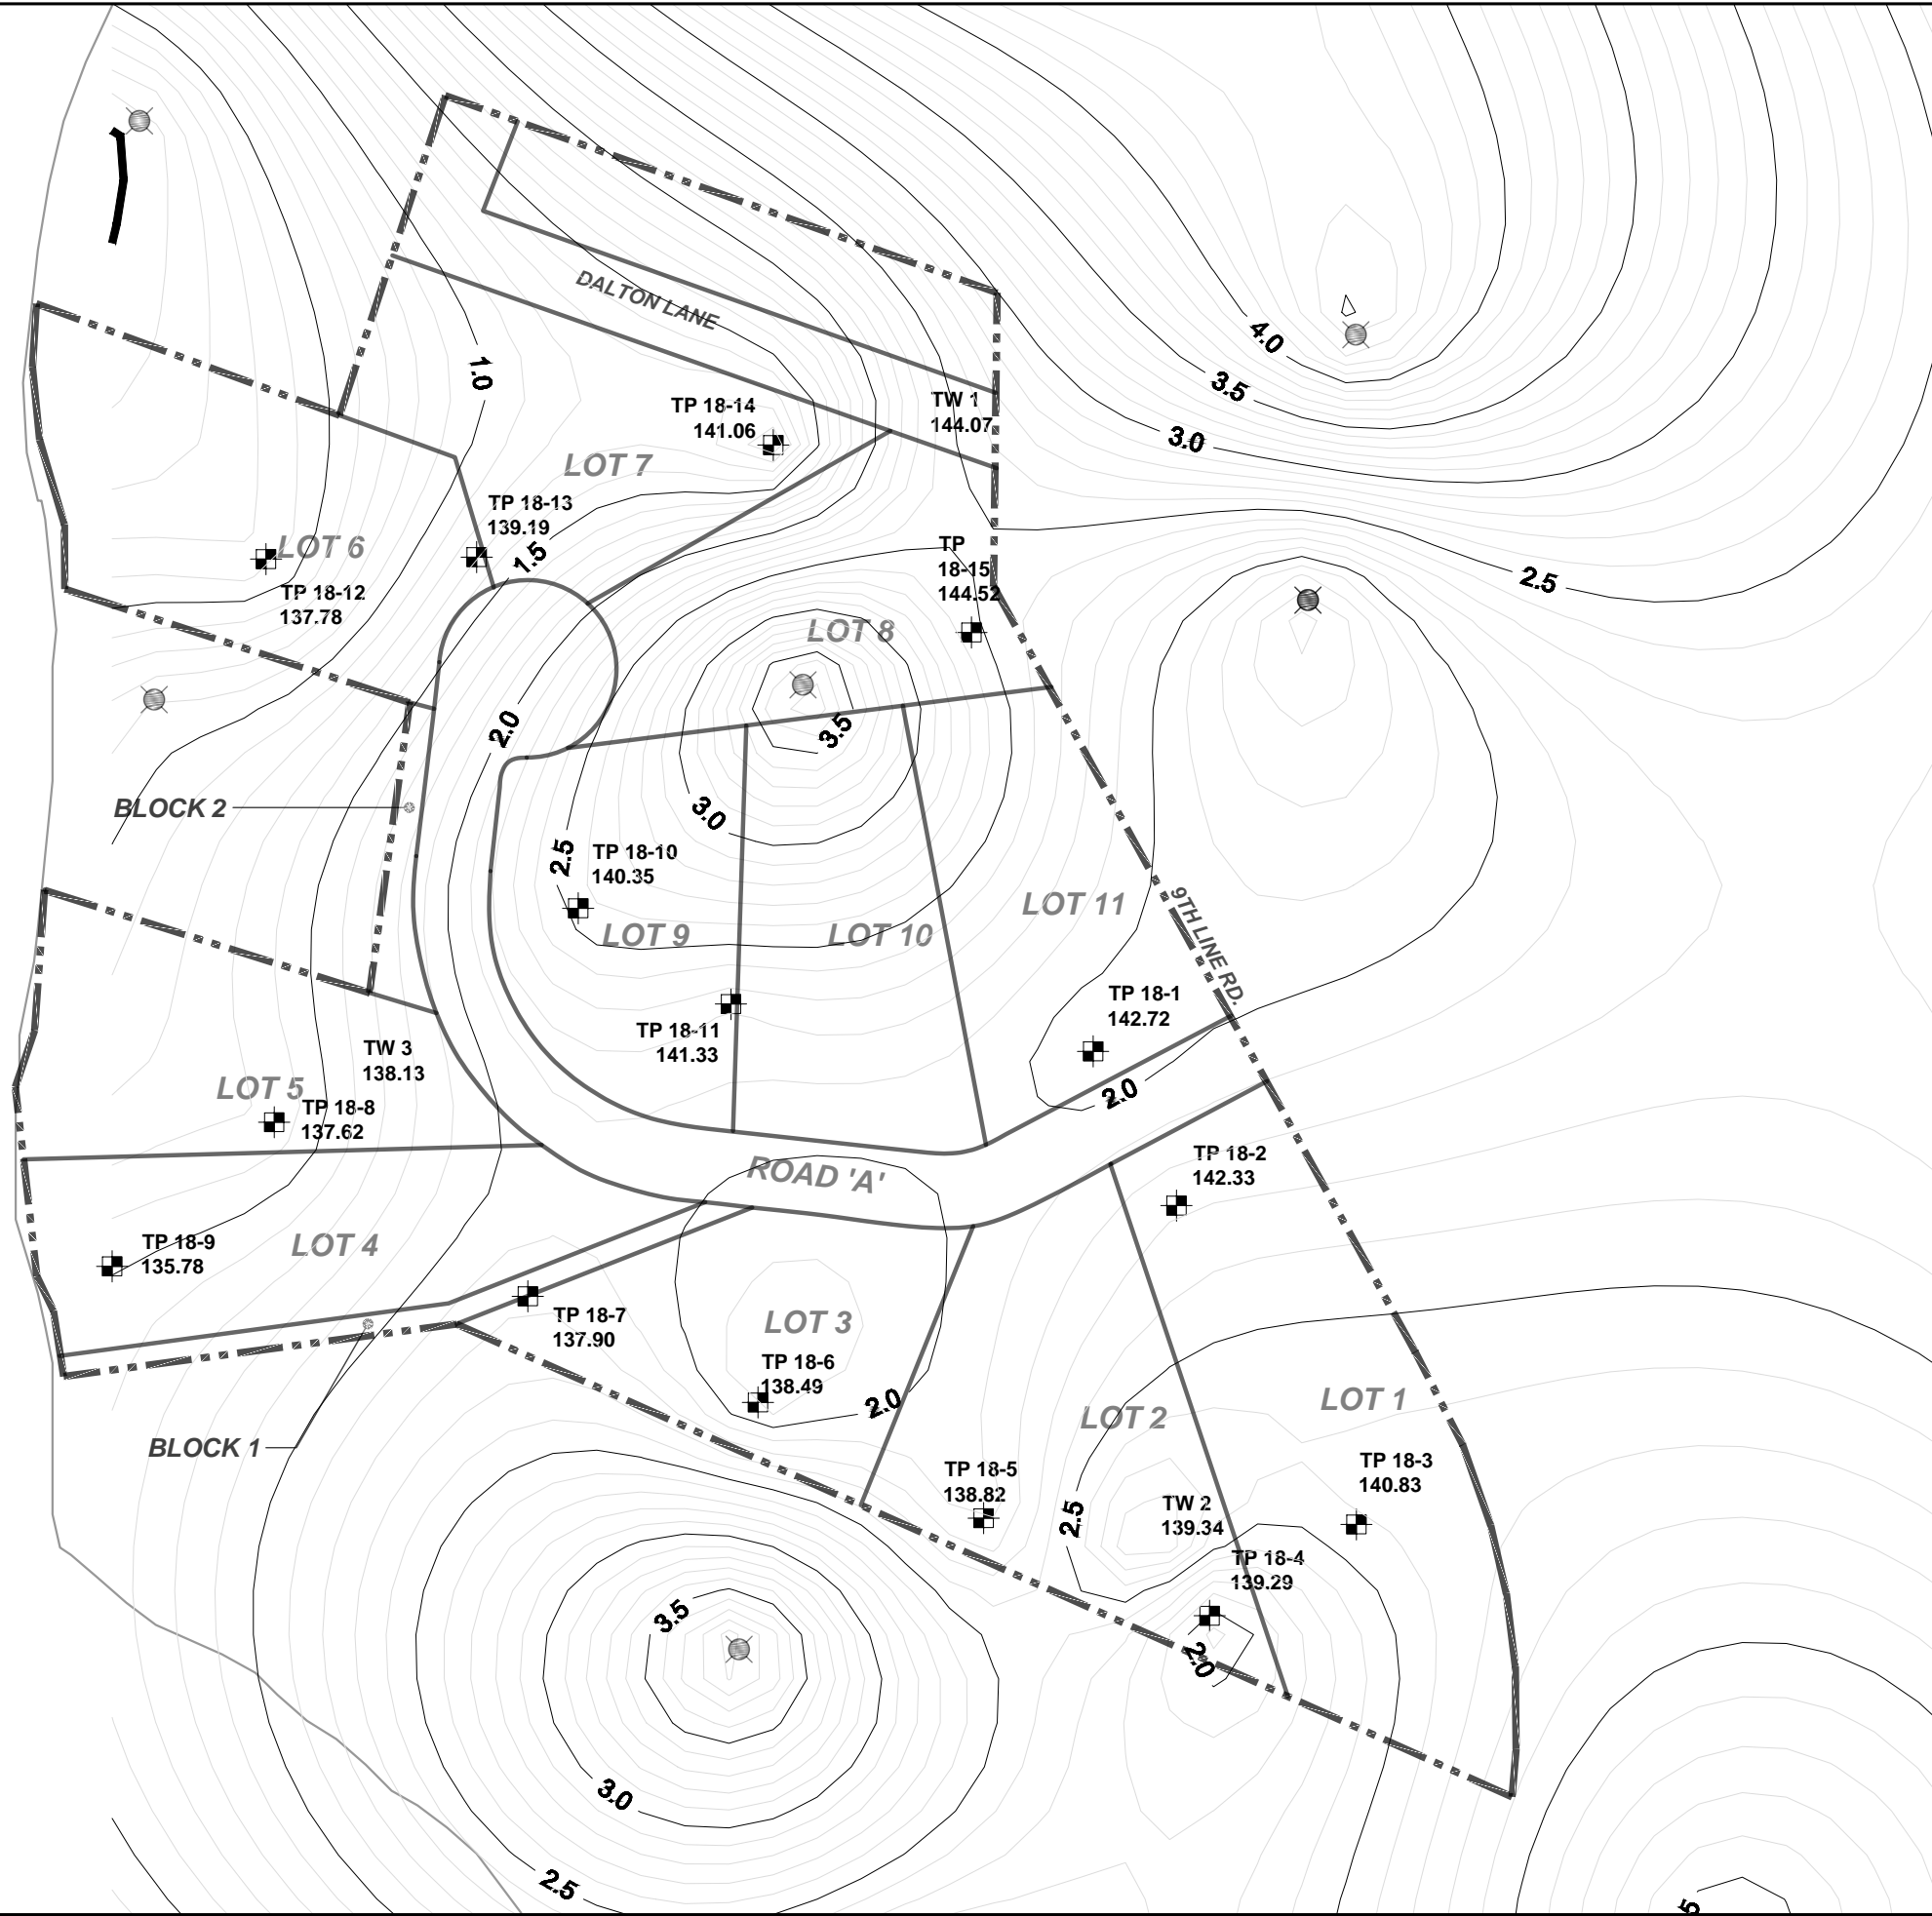 DALTON LANE
4.0
1.0
3.5
TP 18-14
141.06
TW 1
144.07
3.0
LOT 7
TP 18-13
139.19
LOT 6
1.5
TP
18-15
144.52
2.5
TP 18-12
137.78
LOT 8
2.0
3.5
BLOCK 2
3.0
2.5
TP 18-10
140.35
LOT 9
LOT 10
LOT 11
9TH LINE RD.
TP 18-1
142.72
TP 18-11
141.33
TW 3
138.13
LOT 5
TP 18-8
137.62
2.0
ROAD 'A'
TP 18-2
142.33
TP 18-9
135.78
LOT 4
TP 18-7
137.90
LOT 3
TP 18-6
138.49
2.0
LOT 2
LOT 1
BLOCK 1
TP 18-5
138.82
TP 18-3
140.83
2.5
TW 2
139.34
TP 18-4
139.29
3.5
2.0
3.0
2.5